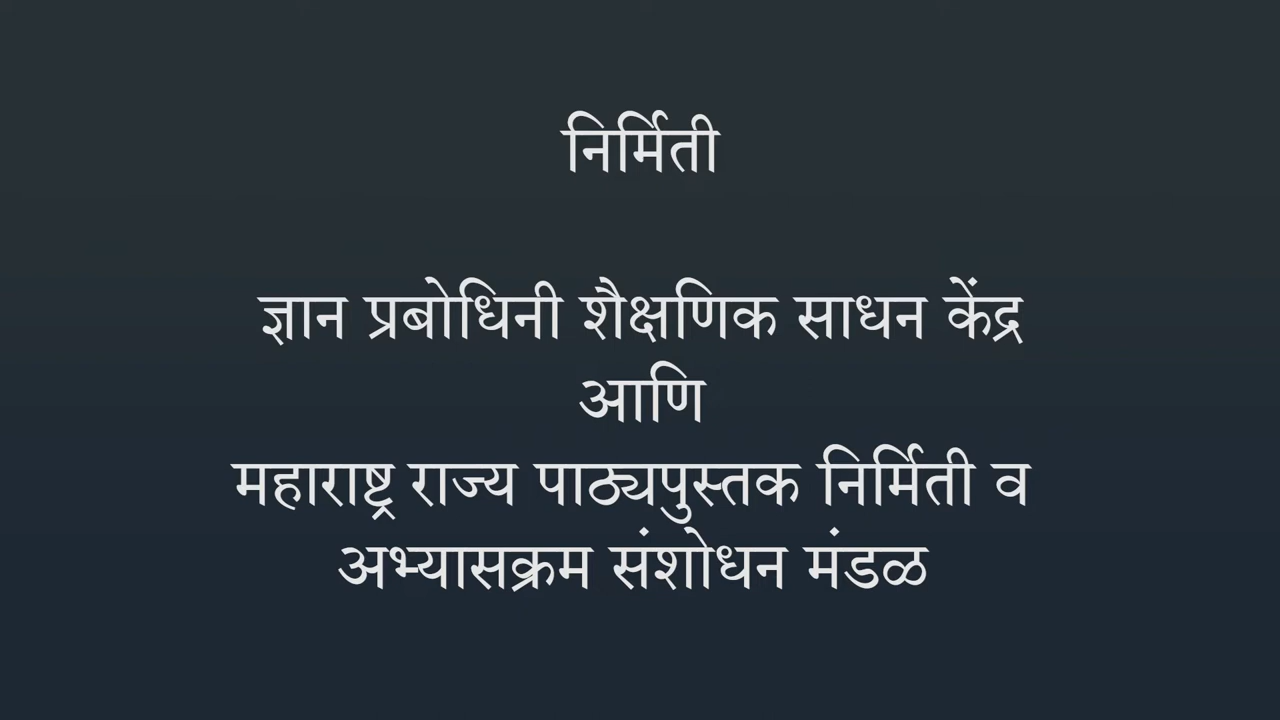 निर्मिती
ज्ञान प्रबोधिनी शैक्षणिक साधन केंद्र
आणि
महाराष्ट्र राज्य पाठ्यपुस्तक निर्मिती व
अभ्यासक्रम संशोधन मंडळ